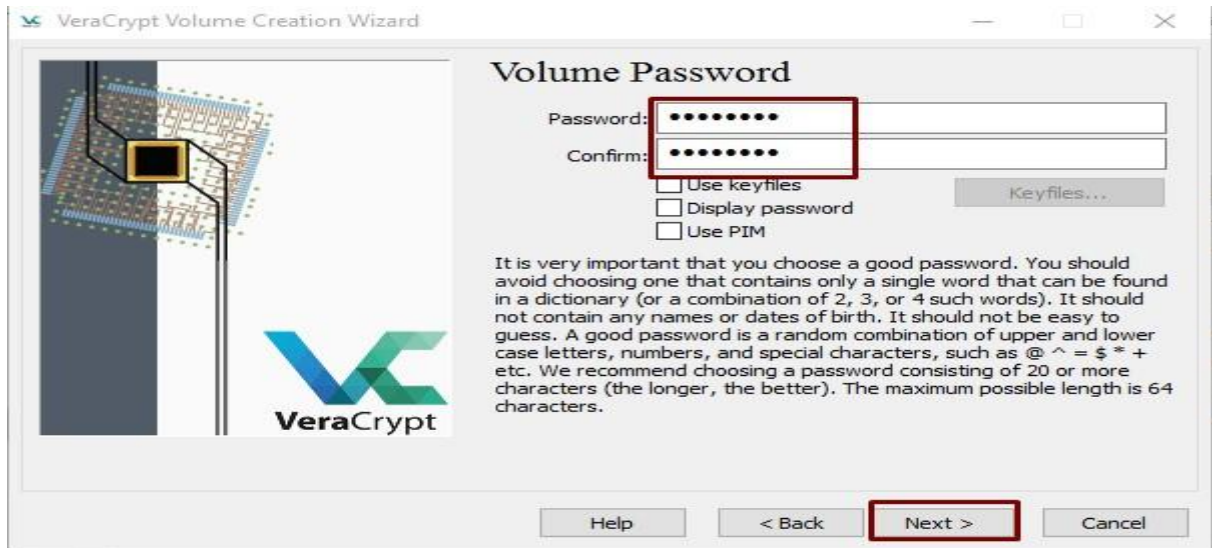 VeraCrypt Volume Creation Wizard
Volume Password
Password: ••••••••
Confirm: ••••••••
Use keyfiles
Keyfiles...
Display password
Use PIM
It is very important that you choose a good password. You should
avoid choosing one that contains only a single word that can be found
in a dictionary (or a combination of 2, 3, or 4 such words). It should
not contain any names or dates of birth. It should not be easy to
guess. A good password is a random combination of upper and lower
case letters, numbers, and special characters, such as @ ^ = $ * +
etc. We recommend choosing a password consisting of 20 or more
characters (the longer, the better). The maximum possible length is 64
characters.
VeraCrypt
Help < Back Next > Cancel